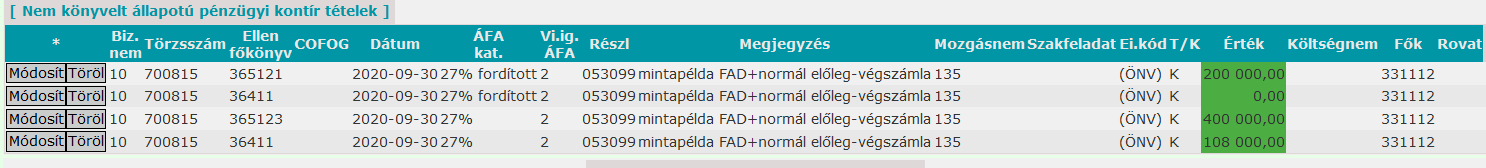 [ Nem könyvelt állapotú pénzügyi kontír tételek ]
* Biz. nem Törzsszám Ellen főkönyv COFOG Dátum ÁFA kat. Vi.ig. ÁFA Részl Megjegyzés Mozgásnem Szakfeladat Ei.kód T/K Érték Költségnem Fők Rovat
Módosít Töröl 10 700815 365121 2020-09-30 27% fordított 2 053099 mintapélda FAD+normál előleg-végszámla 135 (ÖNV) K 200 000,00 331112
Módosít Töröl 10 700815 36411 2020-09-30 27% fordított 2 053099 mintapélda FAD+normál előleg-végszámla 135 (ÖNV) K 0,00 331112
Módosít Töröl 10 700815 365123 2020-09-30 27% 2 053099 mintapélda FAD+normál előleg-végszámla 135 (ÖNV) K 400 000,00 331112
Módosít Töröl 10 700815 36411 2020-09-30 27% 2 053099 mintapélda FAD+normál előleg-végszámla 135 (ÖNV) K 108 000,00 331112